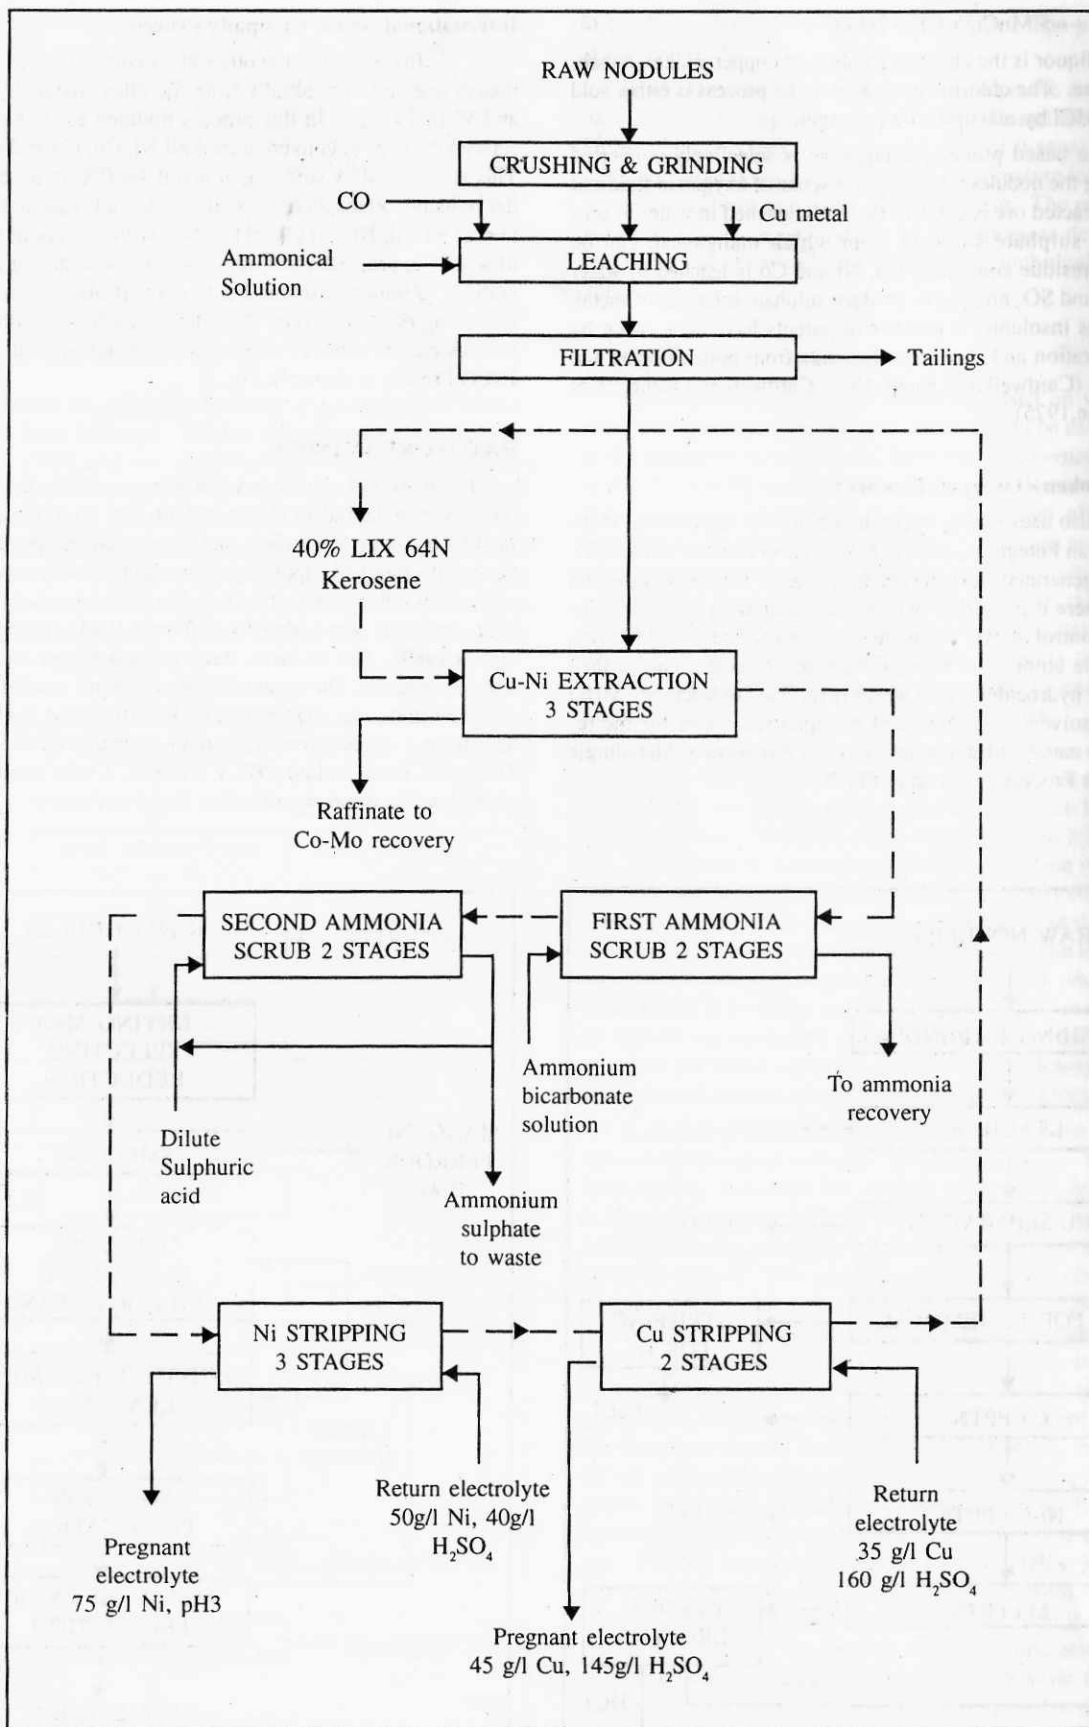 RAW NODULES
CRUSHING & GRINDING
CO
Cu metal
Ammonical
Solution
LEACHING
FILTRATION
Tailings
40% LIX 64N
Kerosene
Cu-Ni EXTRACTION
3 STAGES
Raffinate to
Co-Mo recovery
SECOND AMMONIA
SCRUB 2 STAGES
FIRST AMMONIA
SCRUB 2 STAGES
Ammonium
bicarbonate
solution
To ammonia
recovery
Dilute
Sulphuric
acid
Ammonium
sulphate
to waste
Ni STRIPPING
3 STAGES
Cu STRIPPING
2 STAGES
Return electrolyte
50g/l Ni, 40g/l
H₂SO₄
Return
electrolyte
35 g/l Cu
160 g/l H₂SO₄
Pregnant
electrolyte
75 g/l Ni, pH3
Pregnant electrolyte
45 g/l Cu, 145g/l H₂SO₄